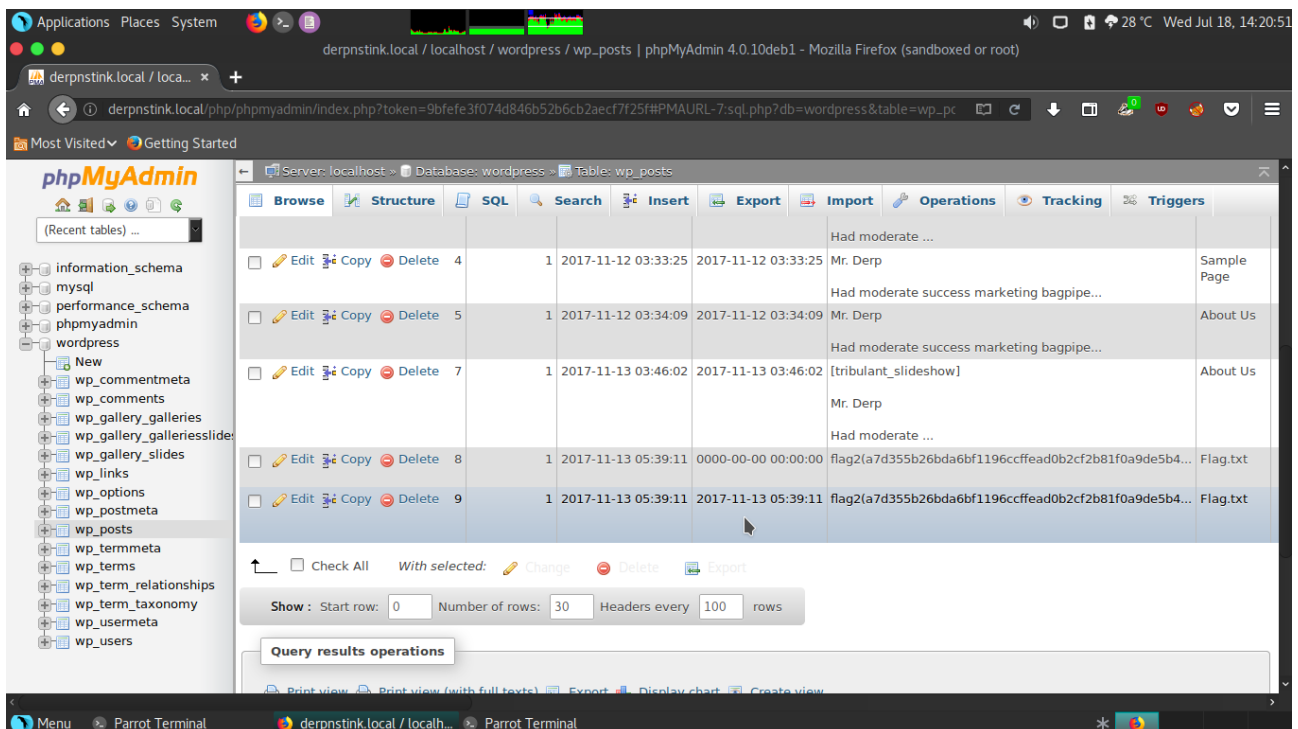 Applications Places System
28 °C Wed Jul 18, 14:20:51
derpnstink.local / localhost / wordpress / wp_posts | phpMyAdmin 4.0.10deb1 - Mozilla Firefox (sandboxed or root)
derpnstink.local / loca... × +
derpnstink.local/php/phpmyadmin/index.php?token=9bfefe3f074d846b52b6cb2aecf7f25f#PMAURL-7:sql.php?db=wordpress&table=wp_pc
Most Visited Getting Started
phpMyAdmin
(Recent tables) ...
information_schema
mysql
performance_schema
phpmyadmin
wordpress
New
wp_commentmeta
wp_comments
wp_gallery_galleries
wp_gallery_galleriesslide
wp_gallery_slides
wp_links
wp_options
wp_postmeta
wp_posts
wp_termmeta
wp_terms
wp_term_relationships
wp_term_taxonomy
wp_usermeta
wp_users
Server: localhost » Database: wordpress » Table: wp_posts
Browse Structure SQL Search Insert Export Import Operations Tracking Triggers
Had moderate ...
Edit Copy Delete 4 1 2017-11-12 03:33:25 2017-11-12 03:33:25 Mr. Derp Sample
Page
Had moderate success marketing bagpipe...
Edit Copy Delete 5 1 2017-11-12 03:34:09 2017-11-12 03:34:09 Mr. Derp About Us
Had moderate success marketing bagpipe...
Edit Copy Delete 7 1 2017-11-13 03:46:02 2017-11-13 03:46:02 [tribulant_slideshow] About Us
Mr. Derp
Had moderate ...
Edit Copy Delete 8 1 2017-11-13 05:39:11 0000-00-00 00:00:00 flag2(a7d355b26bda6bf1196ccffead0b2cf2b81f0a9de5b4... Flag.txt
Edit Copy Delete 9 1 2017-11-13 05:39:11 2017-11-13 05:39:11 flag2(a7d355b26bda6bf1196ccffead0b2cf2b81f0a9de5b4... Flag.txt
Check All With selected: Change Delete Export
Show : Start row: 0 Number of rows: 30 Headers every 100 rows
Query results operations
Print view Print view (with full texts) Export Display chart Create view
Menu Parrot Terminal derpnstink.local / localh... Parrot Terminal